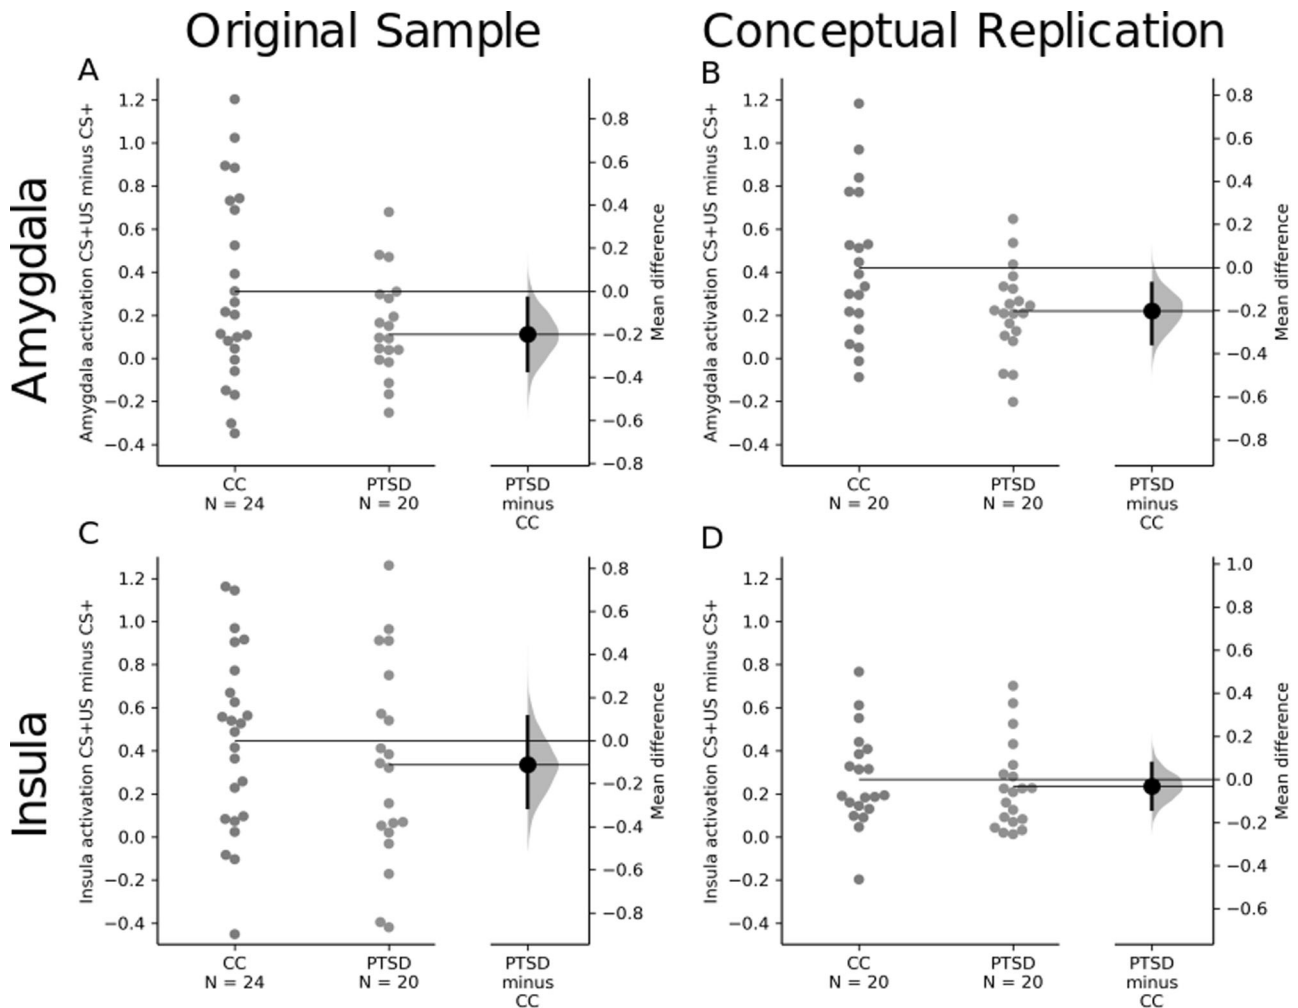 Original Sample
Conceptual Replication
Amygdala
A
Amygdala activation CS+US minus CS+
1.2
1.0
0.8
0.6
0.4
0.2
0.0
−0.2
−0.4
0.8
0.6
0.4
0.2
0.0
−0.2
−0.4
−0.6
−0.8
Mean difference
CC
N = 24
PTSD
N = 20
PTSD
minus
CC
B
Amygdala activation CS+US minus CS+
1.2
1.0
0.8
0.6
0.4
0.2
0.0
−0.2
−0.4
0.8
0.6
0.4
0.2
0.0
−0.2
−0.4
−0.6
−0.8
Mean difference
CC
N = 20
PTSD
N = 20
PTSD
minus
CC
Insula
C
Insula activation CS+US minus CS+
1.2
1.0
0.8
0.6
0.4
0.2
0.0
−0.2
−0.4
0.8
0.6
0.4
0.2
0.0
−0.2
−0.4
−0.6
−0.8
Mean difference
CC
N = 24
PTSD
N = 20
PTSD
minus
CC
D
Insula activation CS+US minus CS+
1.2
1.0
0.8
0.6
0.4
0.2
0.0
−0.2
−0.4
1.0
0.8
0.6
0.4
0.2
0.0
−0.2
−0.4
−0.6
Mean difference
CC
N = 20
PTSD
N = 20
PTSD
minus
CC